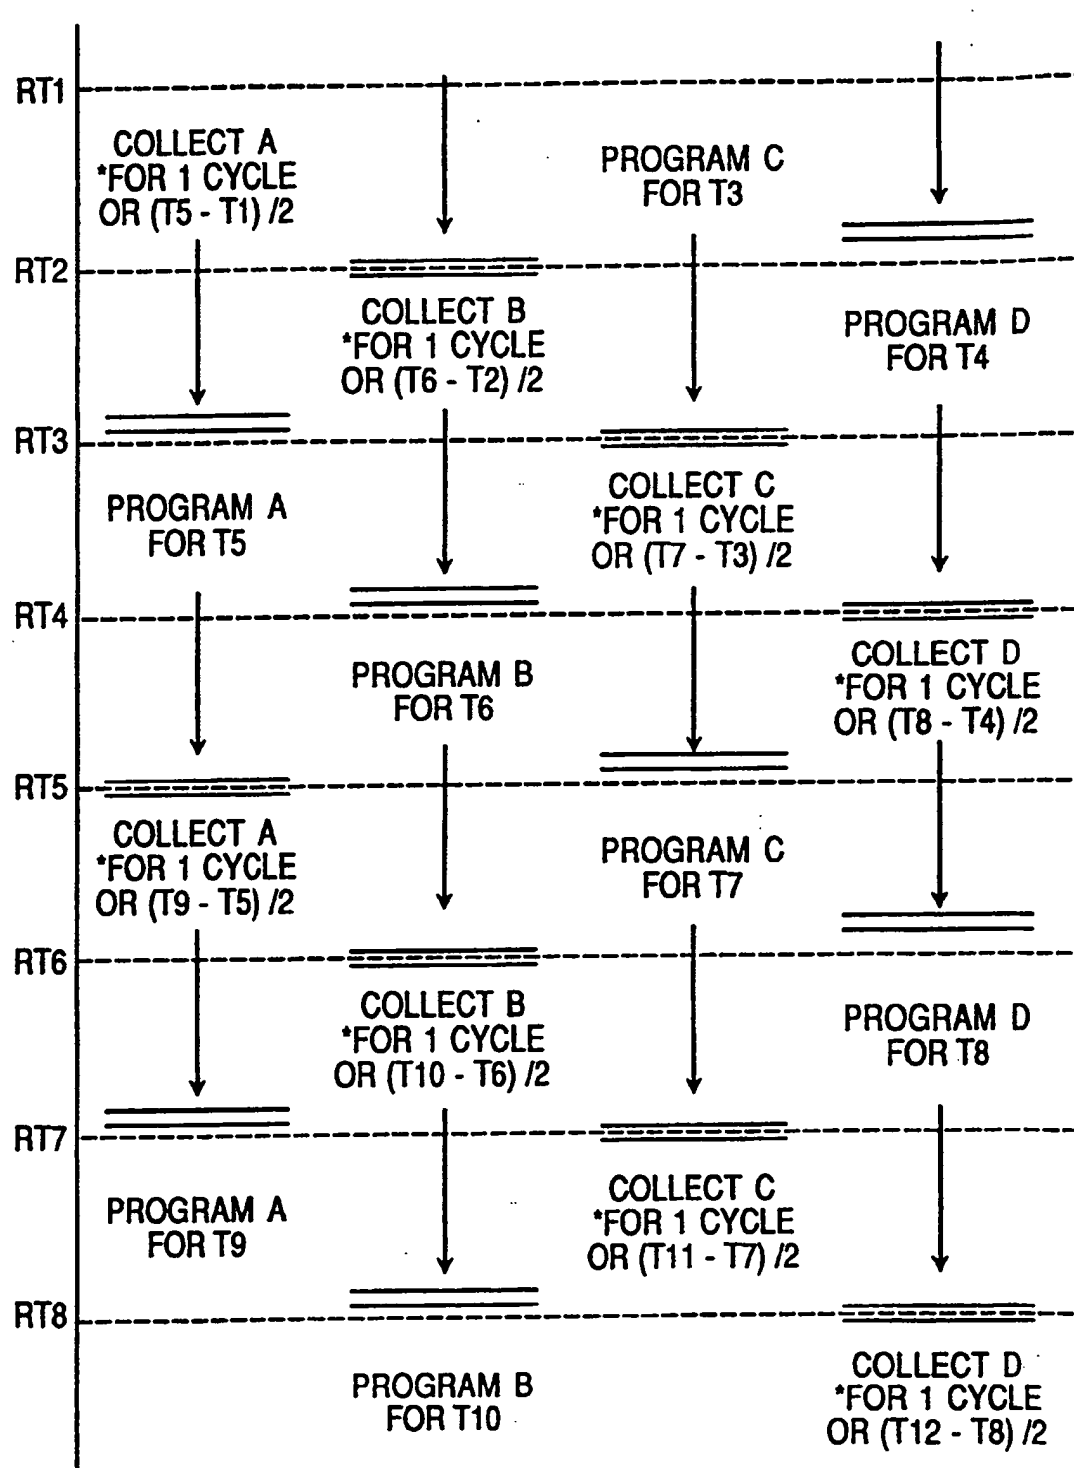 RT1
COLLECT A
*FOR 1 CYCLE
OR (T5 - T1) /2
PROGRAM C
FOR T3
RT2
COLLECT B
*FOR 1 CYCLE
OR (T6 - T2) /2
PROGRAM D
FOR T4
RT3
PROGRAM A
FOR T5
COLLECT C
*FOR 1 CYCLE
OR (T7 - T3) /2
RT4
PROGRAM B
FOR T6
COLLECT D
*FOR 1 CYCLE
OR (T8 - T4) /2
RT5
COLLECT A
*FOR 1 CYCLE
OR (T9 - T5) /2
PROGRAM C
FOR T7
RT6
COLLECT B
*FOR 1 CYCLE
OR (T10 - T6) /2
PROGRAM D
FOR T8
RT7
PROGRAM A
FOR T9
COLLECT C
*FOR 1 CYCLE
OR (T11 - T7) /2
RT8
PROGRAM B
FOR T10
COLLECT D
*FOR 1 CYCLE
OR (T12 - T8) /2